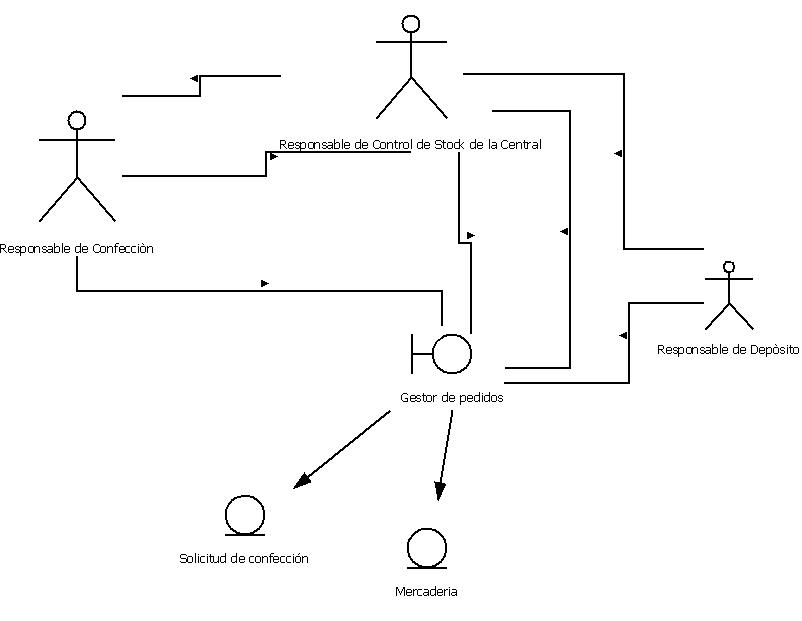 Responsable de Control de Stock de la Central
Responsable de Confecciòn
Responsable de Depòsito
Gestor de pedidos
Solicitud de confección
Mercaderia